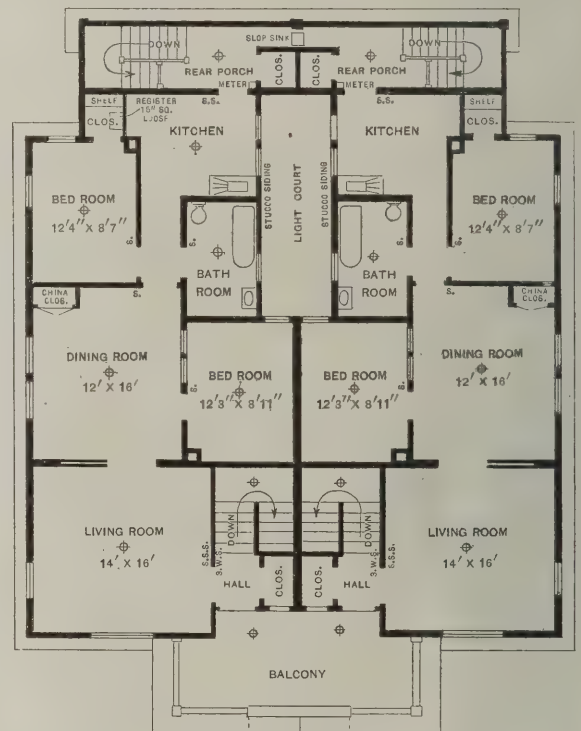 SLOP SINK
DOWN
DOWN
REAR PORCH
CLOS.
CLOS.
REAR PORCH
METER
METER
S.S.
S.S.
SHELF
REGISTER
15" SQ.
LOOSE
CLOS.
KITCHEN
KITCHEN
SHELF
CLOS.
BED ROOM
12'4" X 8'7"
STUCCO SIDING
LIGHT COURT
STUCCO SIDING
BED ROOM
12'4" X 8'7"
S.
S.
S.
S.
BATH
ROOM
BATH
ROOM
CHINA
CLOS.
S.
S.
CHINA
CLOS.
DINING ROOM
12' X 16'
BED ROOM
12'3" X 8'11"
BED ROOM
12'3" X 8'11"
DINING ROOM
12' X 16'
S.
S.
LIVING ROOM
14' X 16'
DOWN
DOWN
LIVING ROOM
14' X 16'
S.S.S.
3.W.S.
3.W.S.
S.S.S.
HALL
CLOS.
CLOS.
HALL
BALCONY